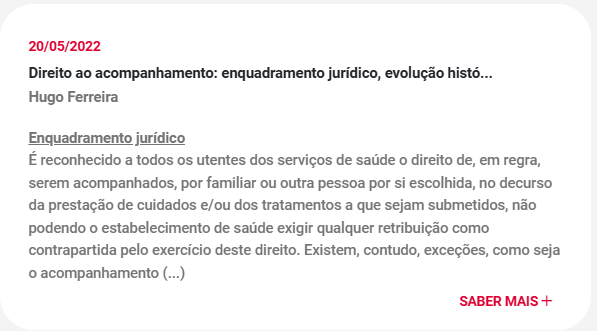 20/05/2022
Direito ao acompanhamento: enquadramento jurídico, evolução histó...
Hugo Ferreira
Enquadramento jurídico
É reconhecido a todos os utentes dos serviços de saúde o direito de, em regra,
serem acompanhados, por familiar ou outra pessoa por si escolhida, no decurso
da prestação de cuidados e/ou dos tratamentos a que sejam submetidos, não
podendo o estabelecimento de saúde exigir qualquer retribuição como
contrapartida pelo exercício deste direito. Existem, contudo, exceções, como seja
o acompanhamento (...)
SABER MAIS +